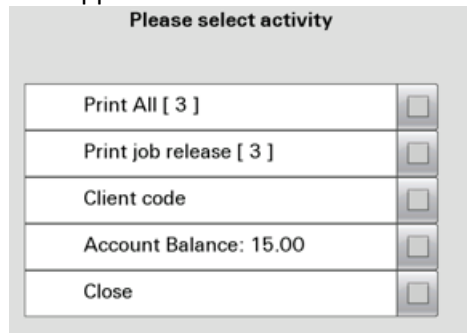 Please select activity
Print All [ 3 ]
Print job release [ 3 ]
Client code
Account Balance: 15.00
Close